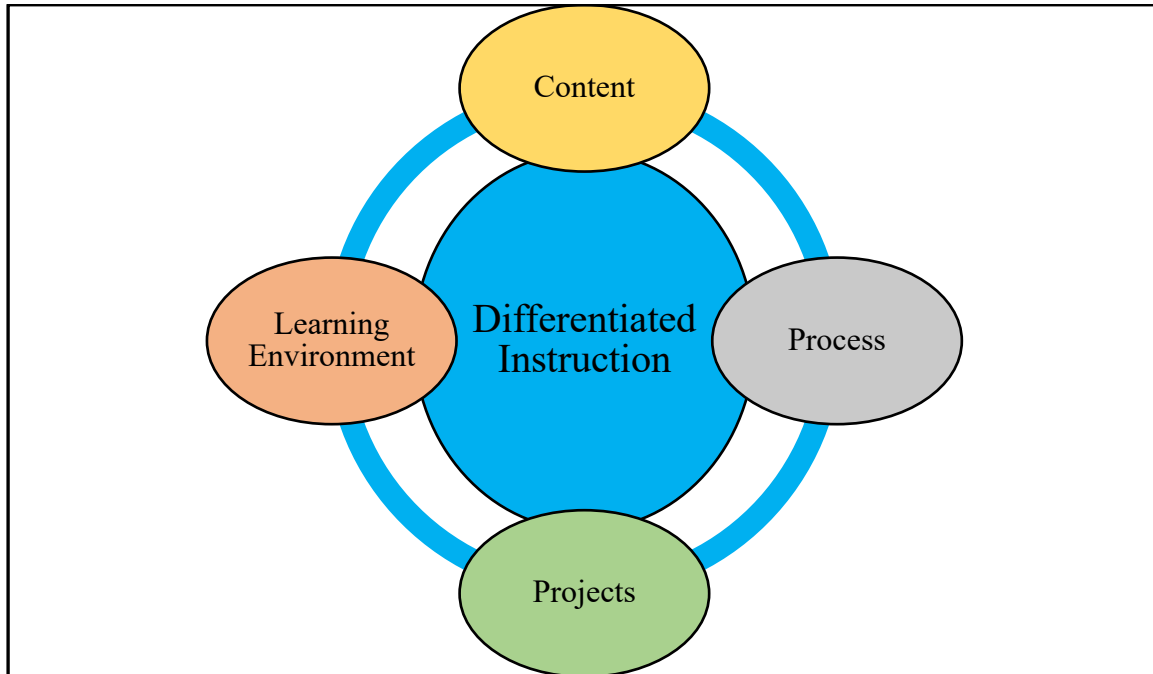 Content
Learning
Environment
Differentiated
Instruction
Process
Projects